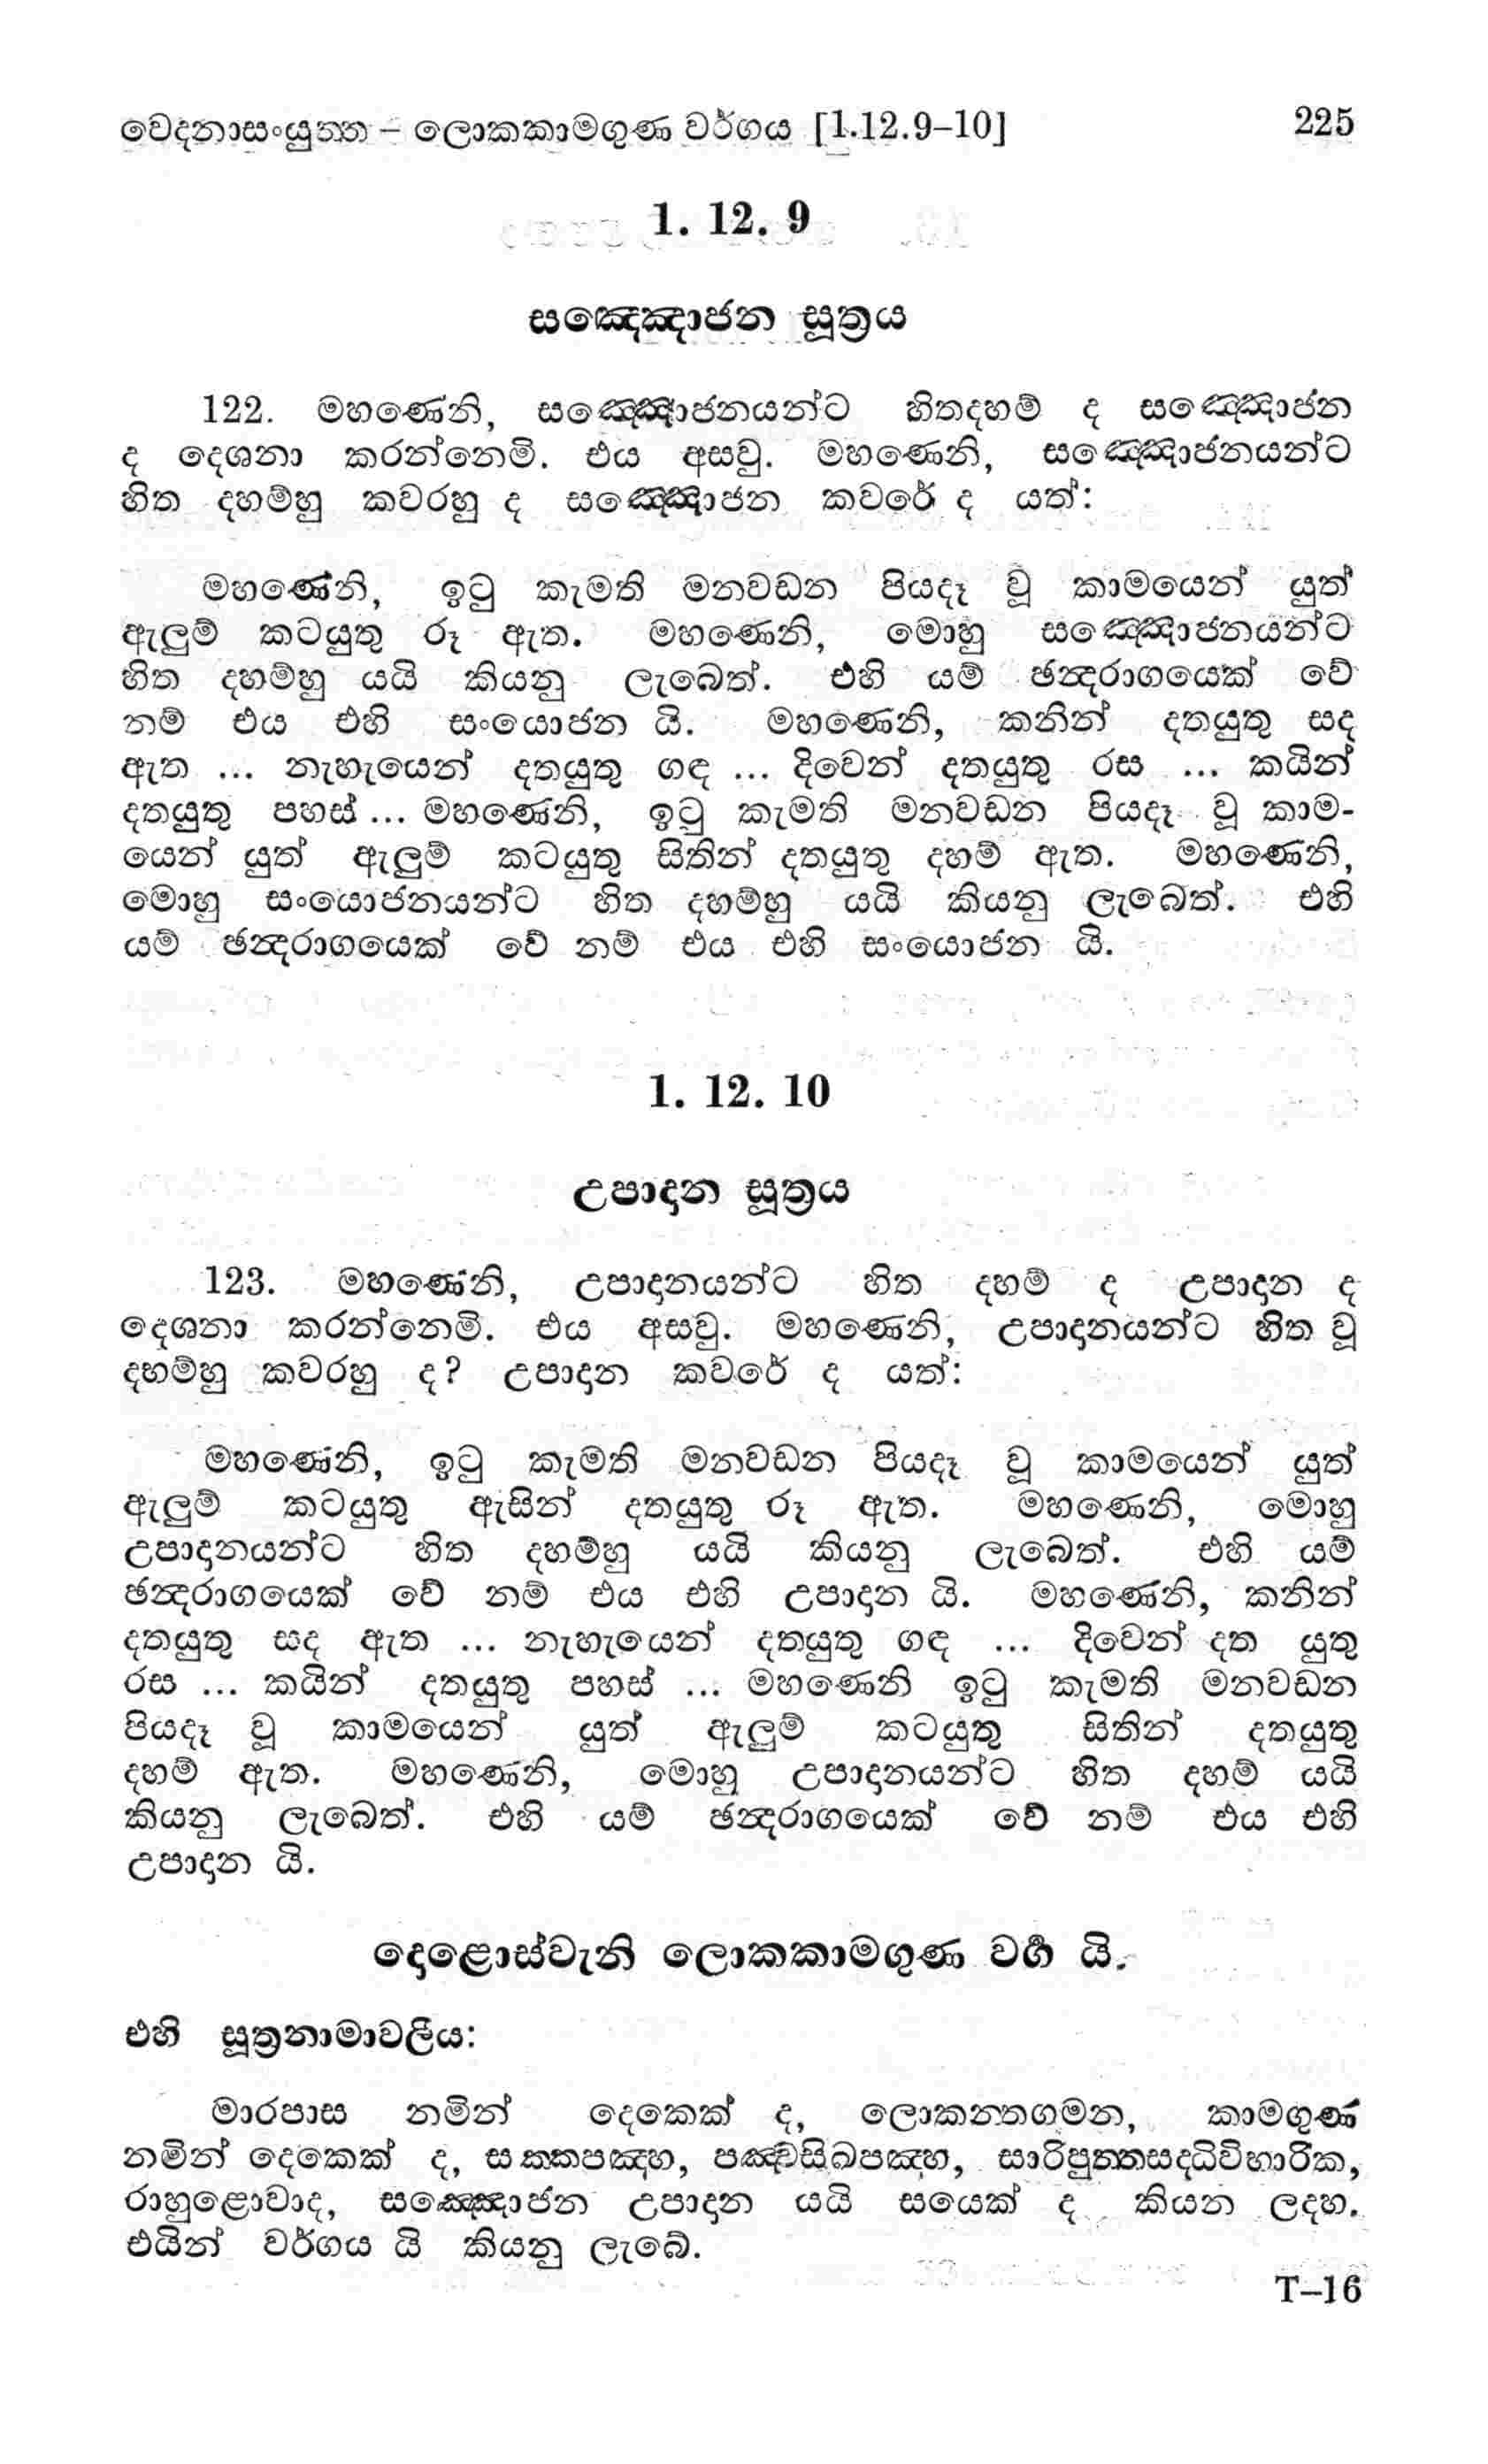 වෙදනාසංයුත්ත – ලොකකාමගුණ වර්ගය [1.12.9–10] 225
1. 12. 9
සඤ්ඤොජන සූත්‍රය
122. මහණෙනි, සඤ්ඤොජනයන්ට හිතදහම් ද සඤ්ඤොජන
ද දෙශනා කරන්නෙමි. එය අසවු. මහණෙනි, සඤ්ඤොජනයන්ට
හිත දහම්හු කවරහු ද සඤ්ඤොජන කවරේ ද යත්:
මහණෙනි, ඉටු කැමති මනවඩන පියදෑ වූ කාමයෙන් යුත්
ඇලුම් කටයුතු රූ ඇත. මහණෙනි, මොහු සඤ්ඤොජනයන්ට
හිත දහම්හු යයි කියනු ලැබෙත්. එහි යම් ඡන්‍දරාගයෙක් වේ
නම් එය එහි සංයොජන යි. මහණෙනි, කනින් දතයුතු සද
ඇත ... නැහැයෙන් දතයුතු ගඳ ... දිවෙන් දතයුතු රස ... කයින්
දතයුතු පහස් ... මහණෙනි, ඉටු කැමති මනවඩන පියදෑ වූ කාම-
යෙන් යුත් ඇලුම් කටයුතු සිතින් දතයුතු දහම් ඇත. මහණෙනි,
මොහු සංයොජනයන්ට හිත දහම්හු යයි කියනු ලැබෙත්. එහි
යම් ඡන්‍දරාගයෙක් වේ නම් එය එහි සංයොජන යි.
1. 12. 10
උපාදාන සූත්‍රය
123. මහණෙනි, උපාදානයන්ට හිත දහම් ද උපාදාන ද
දෙශනා කරන්නෙමි. එය අසවු. මහණෙනි, උපාදානයන්ට හිත වූ
දහම්හු කවරහු ද? උපාදාන කවරේ ද යත්:
මහණෙනි, ඉටු කැමති මනවඩන පියදෑ වූ කාමයෙන් යුත්
ඇලුම් කටයුතු ඇසින් දතයුතු රූ ඇත. මහණෙනි, මොහු
උපාදානයන්ට හිත දහම්හු යයි කියනු ලැබෙත්. එහි යම්
ඡන්‍දරාගයෙක් වේ නම් එය එහි උපාදාන යි. මහණෙනි, කනින්
දතයුතු සද ඇත ... නැහැයෙන් දතයුතු ගඳ ... දිවෙන් දත යුතු
රස ... කයින් දතයුතු පහස් ... මහණෙනි ඉටු කැමති මනවඩන
පියදෑ වූ කාමයෙන් යුත් ඇලුම් කටයුතු සිතින් දතයුතු
දහම් ඇත. මහණෙනි, මොහු උපාදානයන්ට හිත දහම් යයි
කියනු ලැබෙත්. එහි යම් ඡන්‍දරාගයෙක් වේ නම් එය එහි
උපාදාන යි.
දොළොස්වැනි ලොකකාමගුණ වර්‍ග යි.
එහි සූත්‍රනාමාවලිය:
මාරපාස නමින් දෙකෙක් ද, ලොකන්තගමන, කාමගුණ
නමින් දෙකෙක් ද, සක්කපඤ්හ, පඤ්චසිඛපඤ්හ, සාරිපුත්තසද්ධිවිහාරික,
රාහුළොවාද, සඤ්ඤොජන උපාදාන යයි සයෙක් ද කියන ලදහ.
එයින් වර්ගය යි කියනු ලැබේ.
T–16